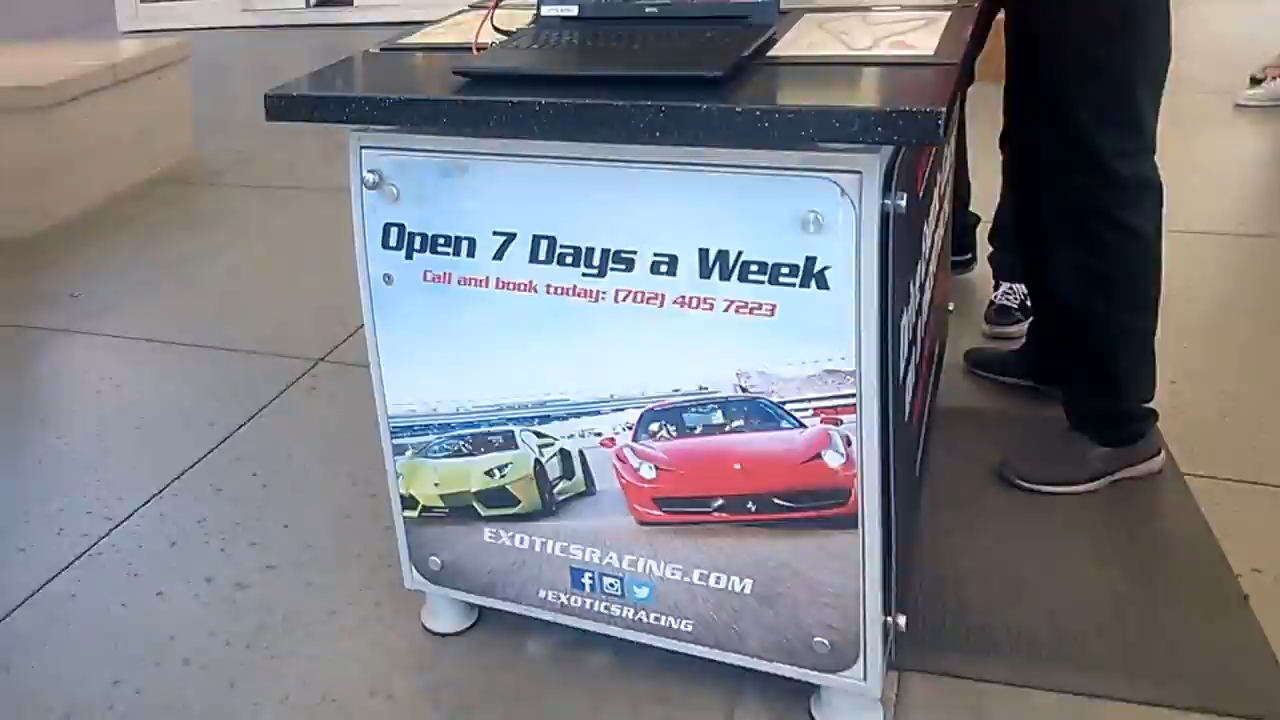 Open 7 Days a Week
Call and book today: (702) 405 7223
EXOTICSRACING.COM
#EXOTICSRACING